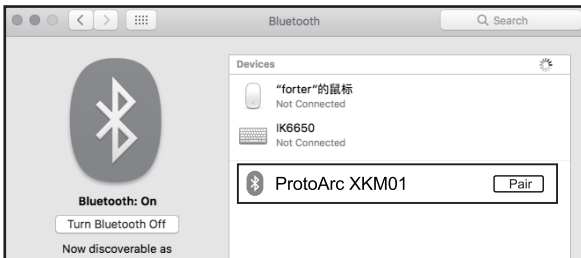 Bluetooth
Search
Devices
“forter”的鼠标
Not Connected
IK6650
Not Connected
ProtoArc XKM01
Pair
Bluetooth: On
Turn Bluetooth Off
Now discoverable as